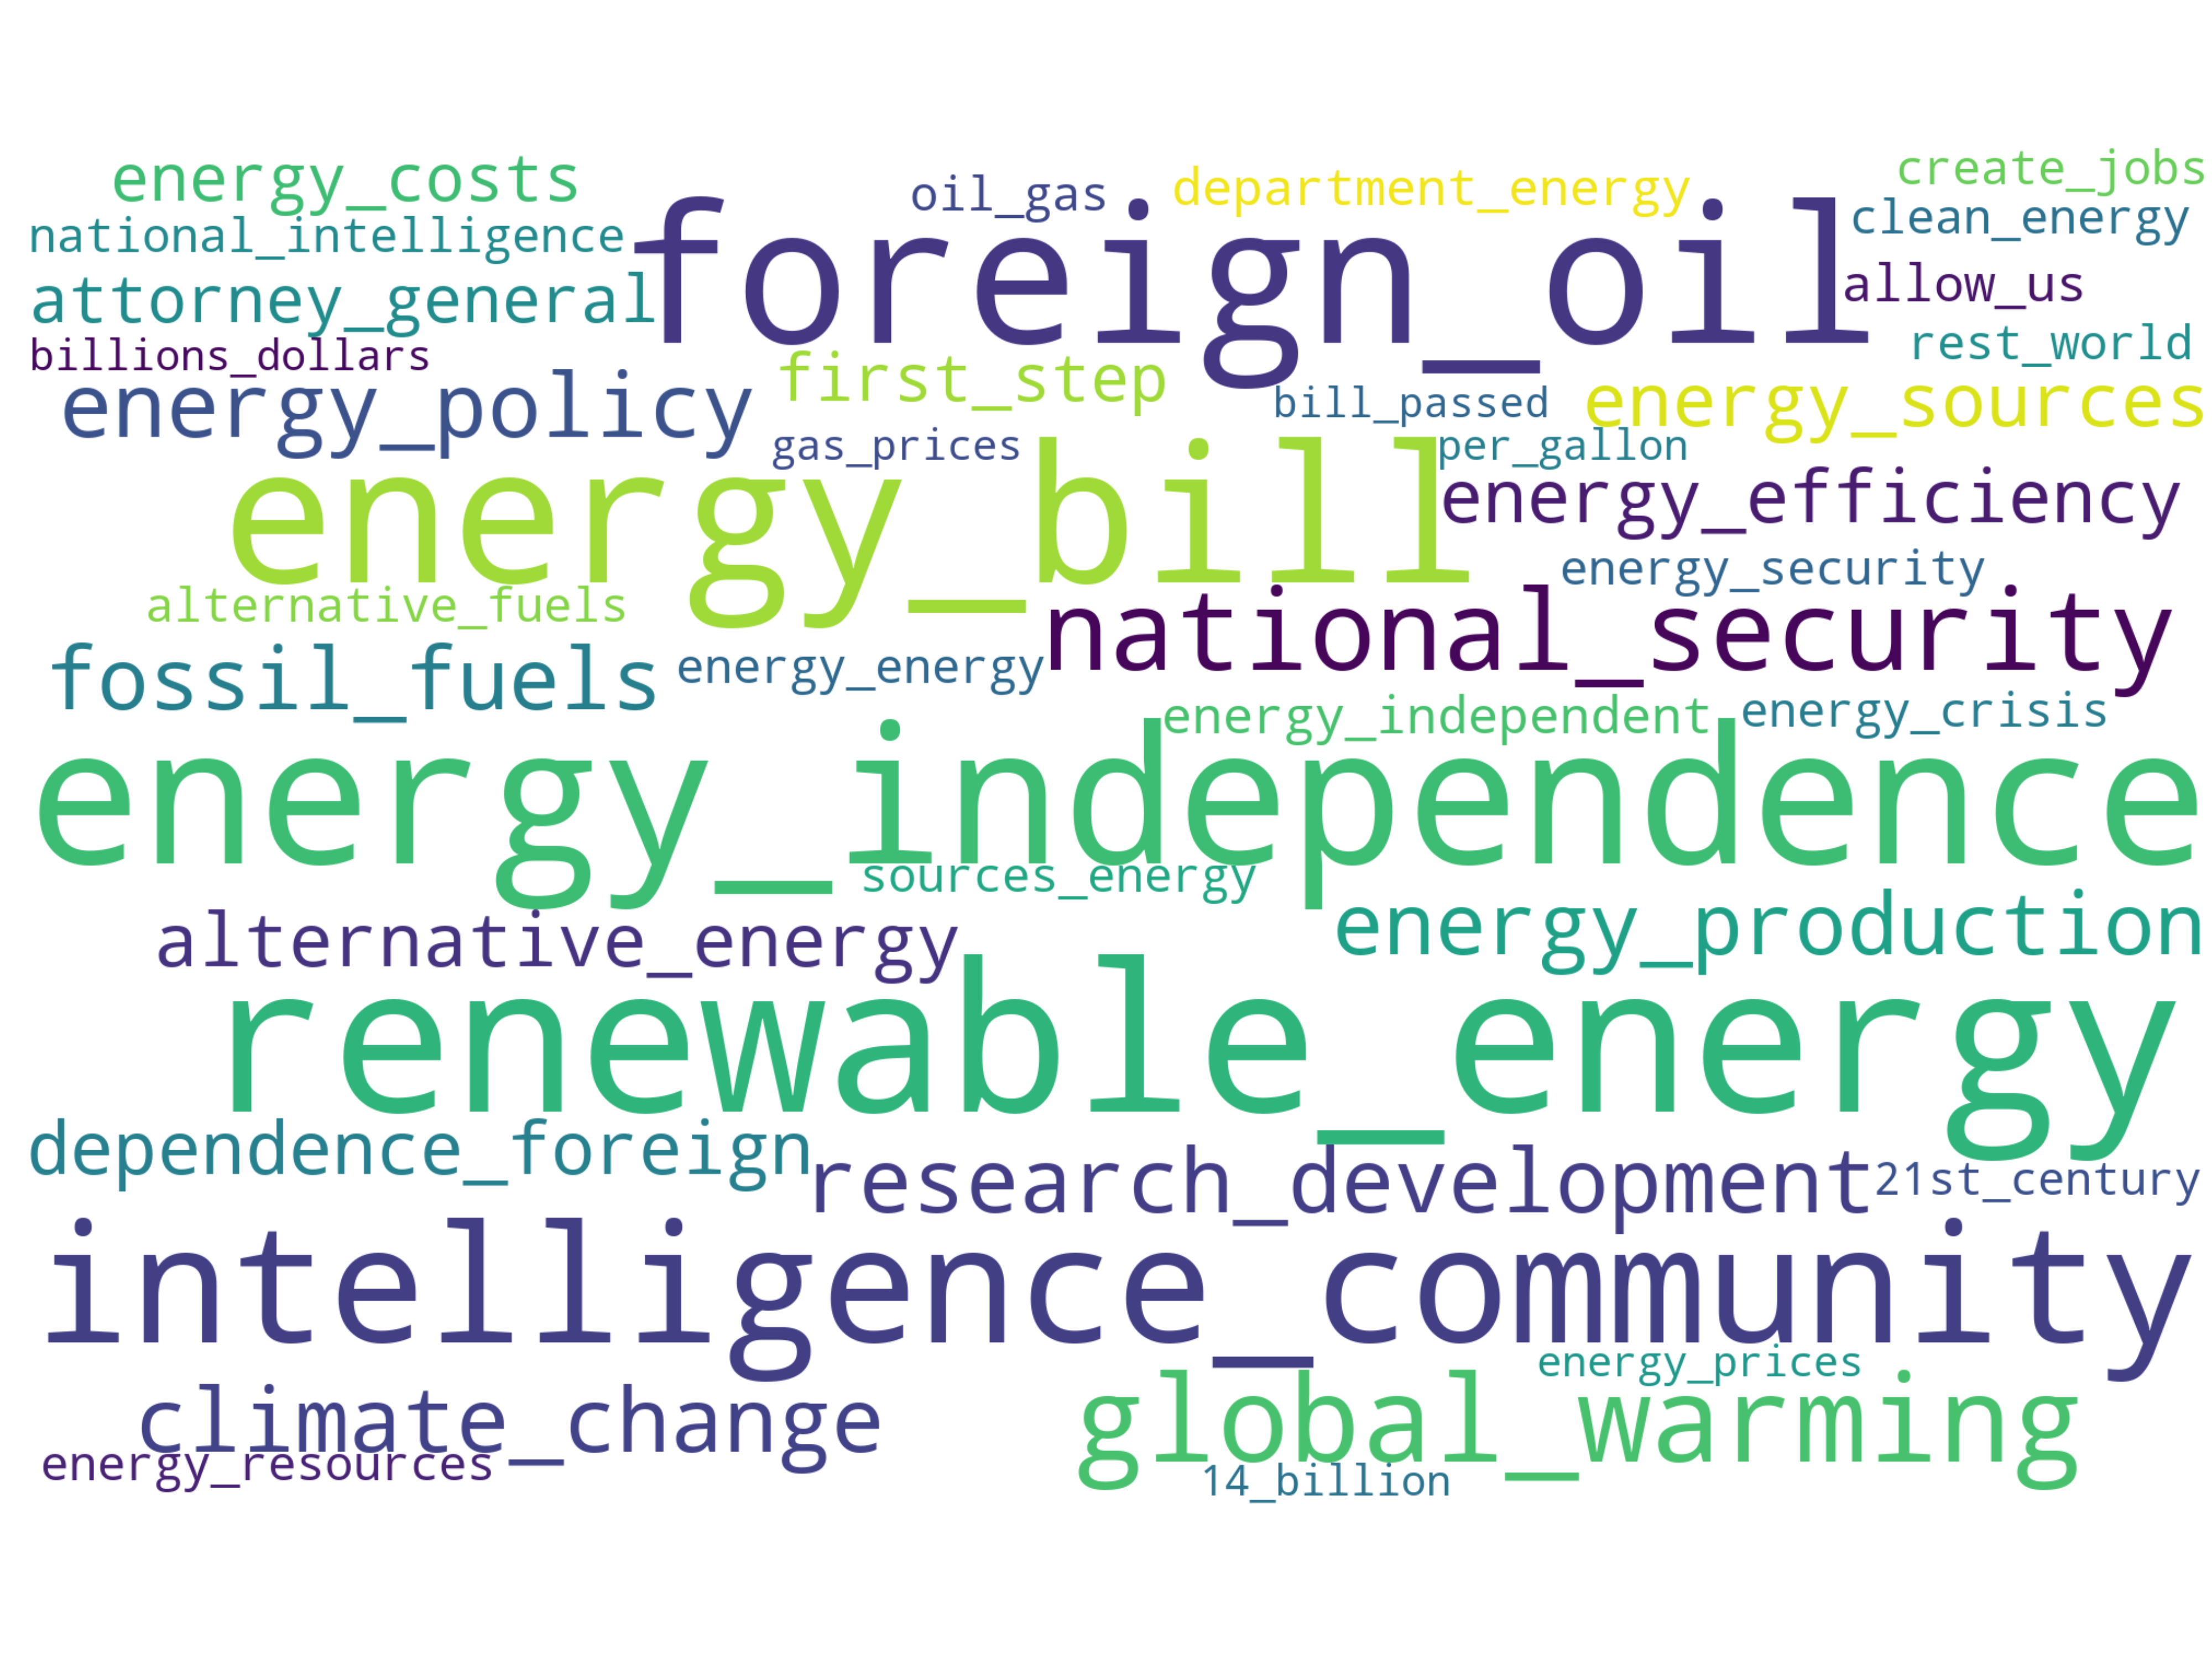 energy_costs
oil_gas
department_energy
create_jobs
national_intelligence
foreign_oil
clean_energy
attorney_general
allow_us
billions_dollars
rest_world
energy_policy
first_step
bill_passed
energy_sources
gas_prices
per_gallon
energy_bill
energy_efficiency
energy_security
alternative_fuels
national_security
fossil_fuels
energy_energy
energy_independent
energy_crisis
energy_independence
sources_energy
alternative_energy
energy_production
renewable_energy
dependence_foreign
research_development
21st_century
intelligence_community
energy_prices
climate_change
global_warming
energy_resources
14_billion